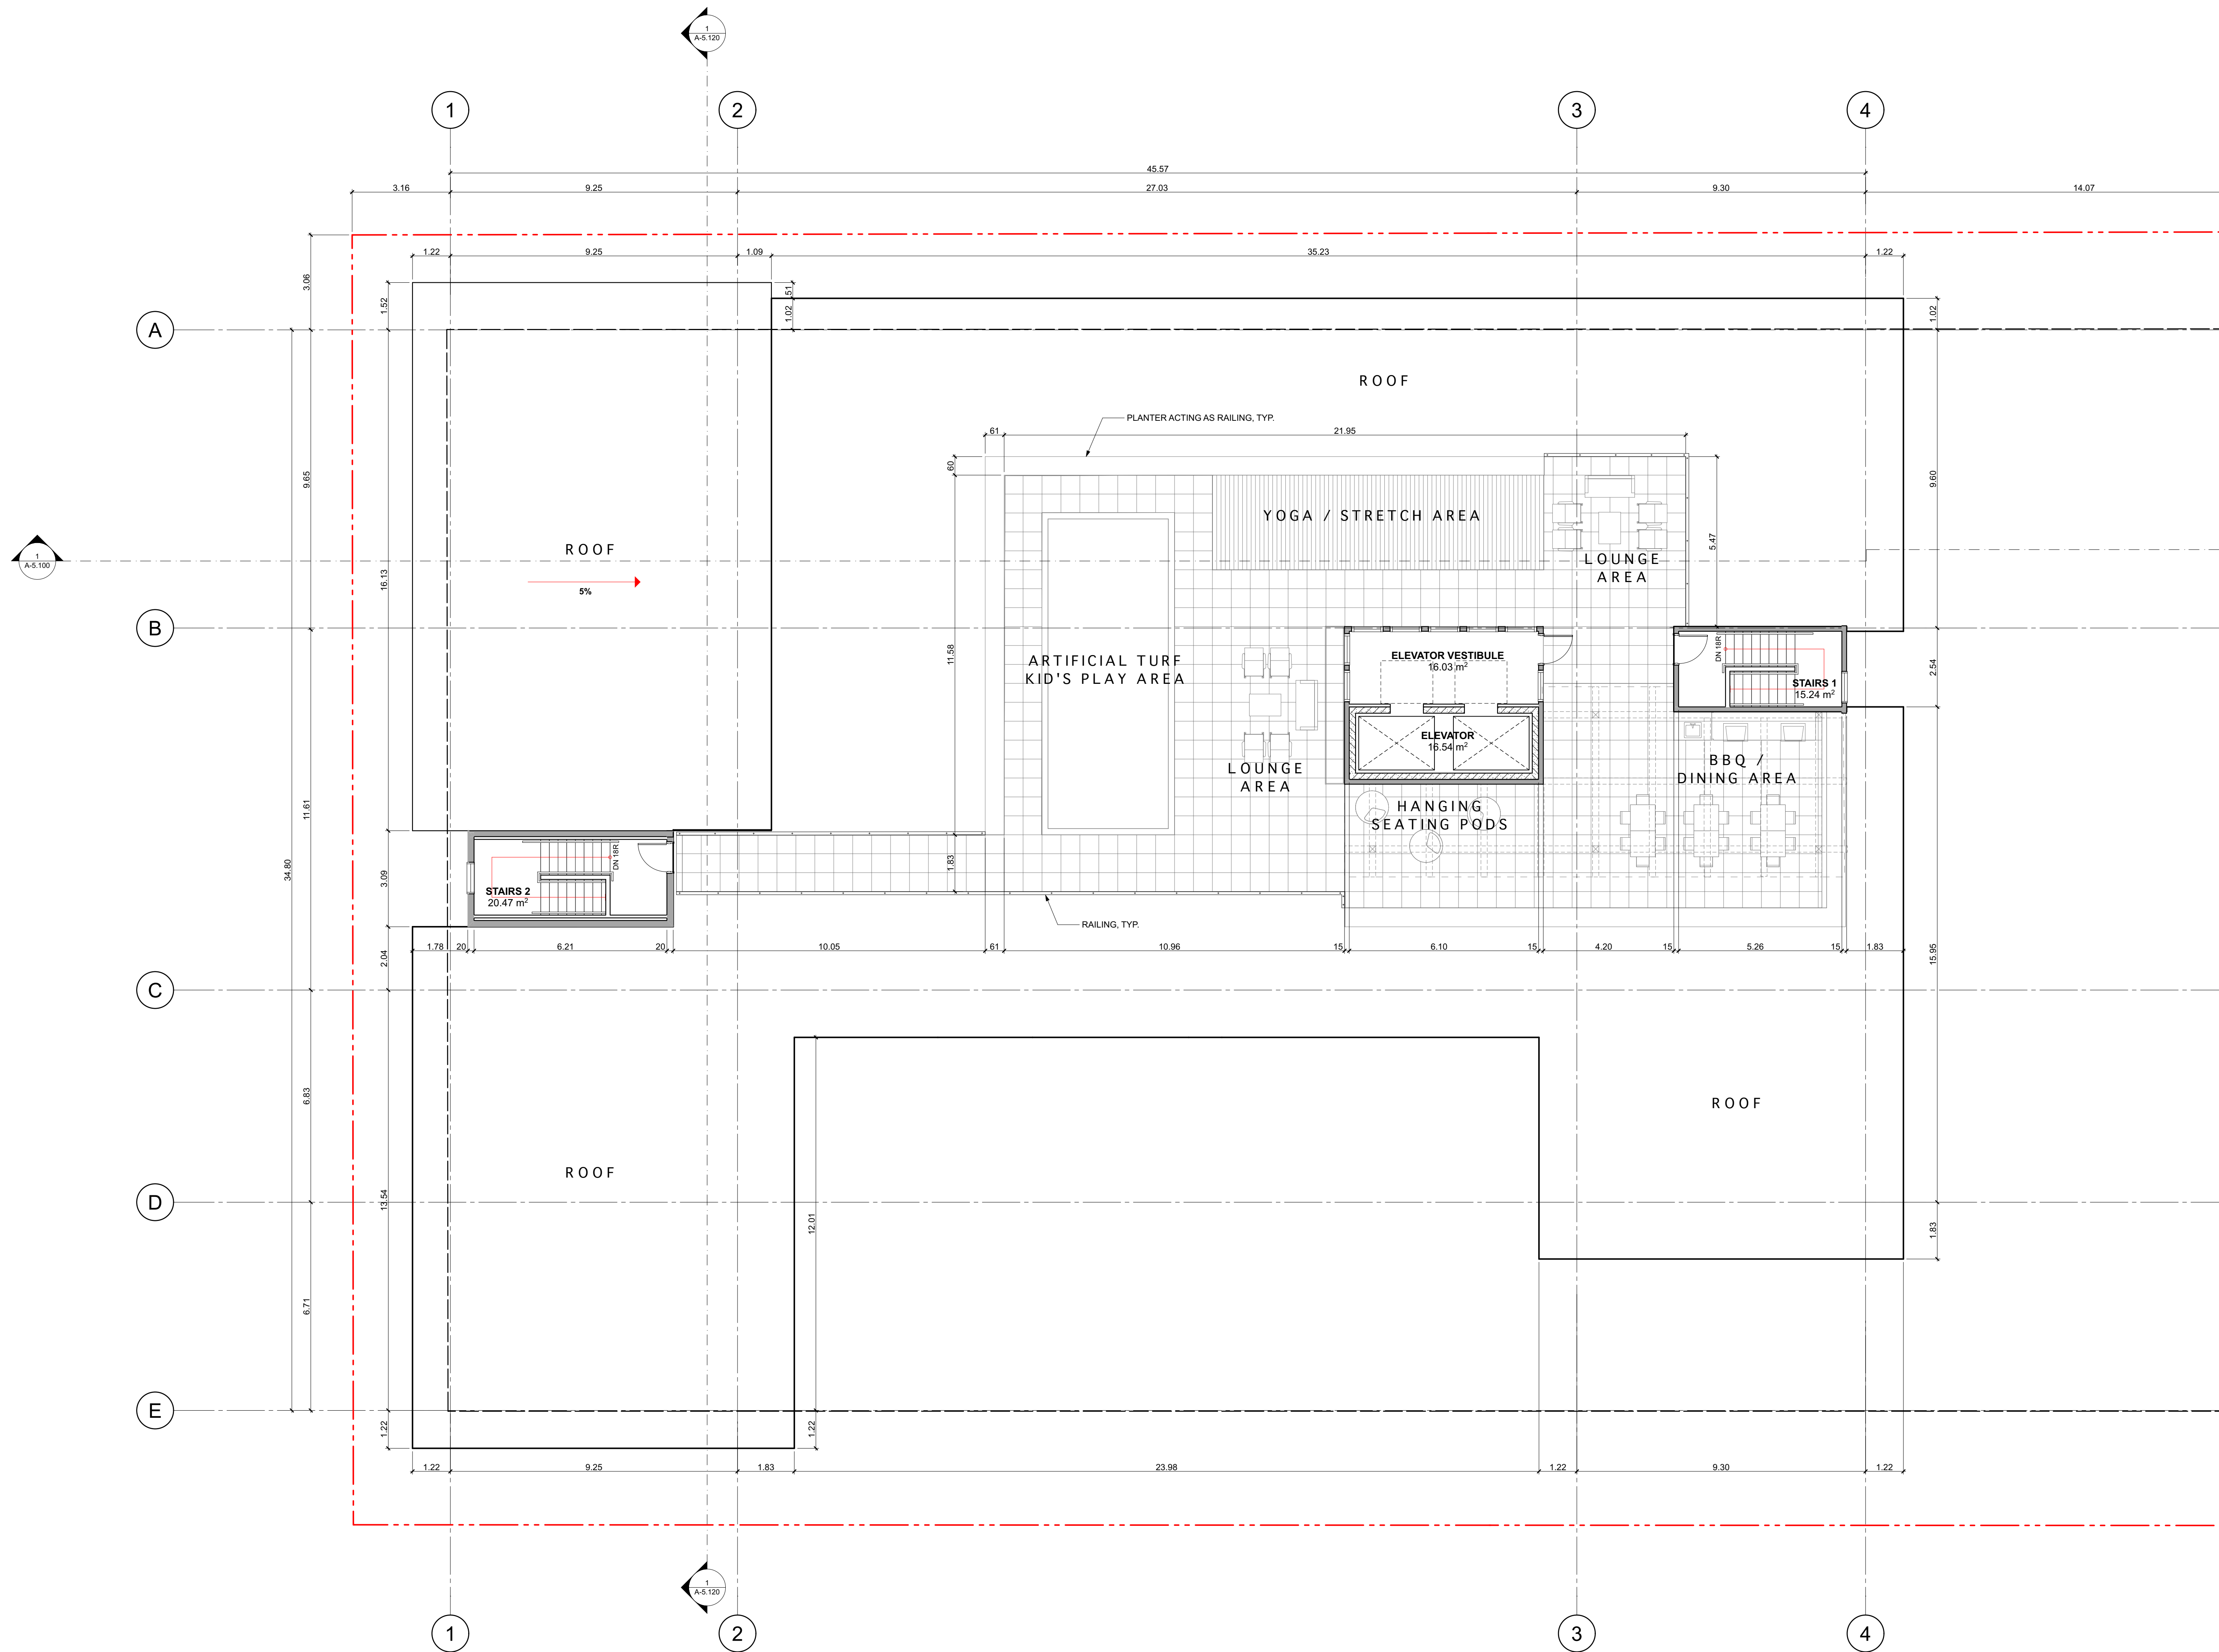 1
A-5.120
1
2
3
4
45.57
3.16
9.25
27.03
9.30
14.07
1.22
9.25
1.09
35.23
1.22
3.06
1.52
51
1.02
1.02
A
ROOF
PLANTER ACTING AS RAILING, TYP.
61
21.95
60
9.65
9.60
YOGA / STRETCH AREA
5.47
1
A-5.100
ROOF
5%
LOUNGE
AREA
16.13
B
11.58
ARTIFICIAL TURF
KID'S PLAY AREA
ELEVATOR VESTIBULE
16.03 m²
DN 18R
STAIRS 1
15.24 m²
2.54
ELEVATOR
16.54 m²
LOUNGE
AREA
BBQ /
DINING AREA
HANGING
SEATING PODS
11.61
34.80
3.09
DN 18R
STAIRS 2
20.47 m²
1.83
RAILING, TYP.
1.78
20
6.21
20
10.05
61
10.96
15
6.10
15
4.20
15
5.26
15
1.83
2.04
15.95
C
6.83
ROOF
ROOF
D
13.54
12.01
1.83
6.71
E
1.22
1.22
1.22
9.25
1.83
23.98
1.22
9.30
1.22
1
A-5.120
1
2
3
4